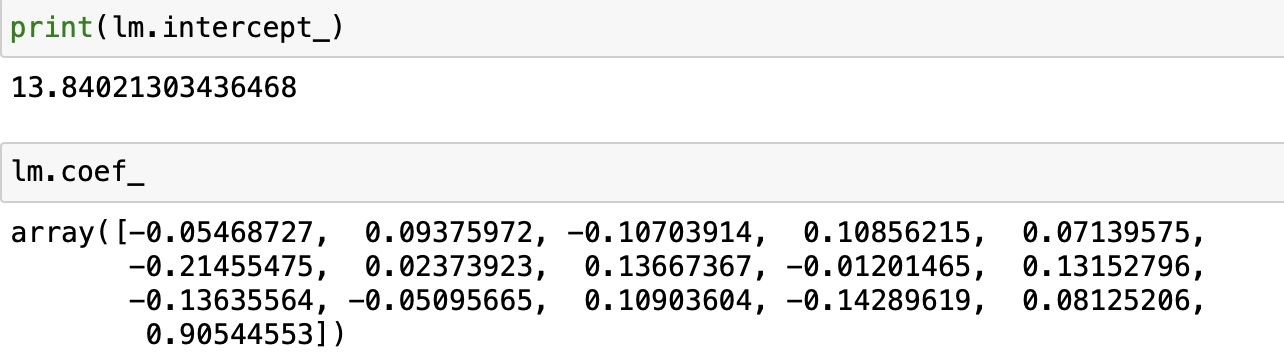 print(lm.intercept_)
13.84021303436468
lm.coef_
array([-0.05468727,  0.09375972, -0.10703914,  0.10856215,  0.07139575,
       -0.21455475,  0.02373923,  0.13667367, -0.01201465,  0.13152796,
       -0.13635564, -0.05095665,  0.10903604, -0.14289619,  0.08125206,
        0.90544553])